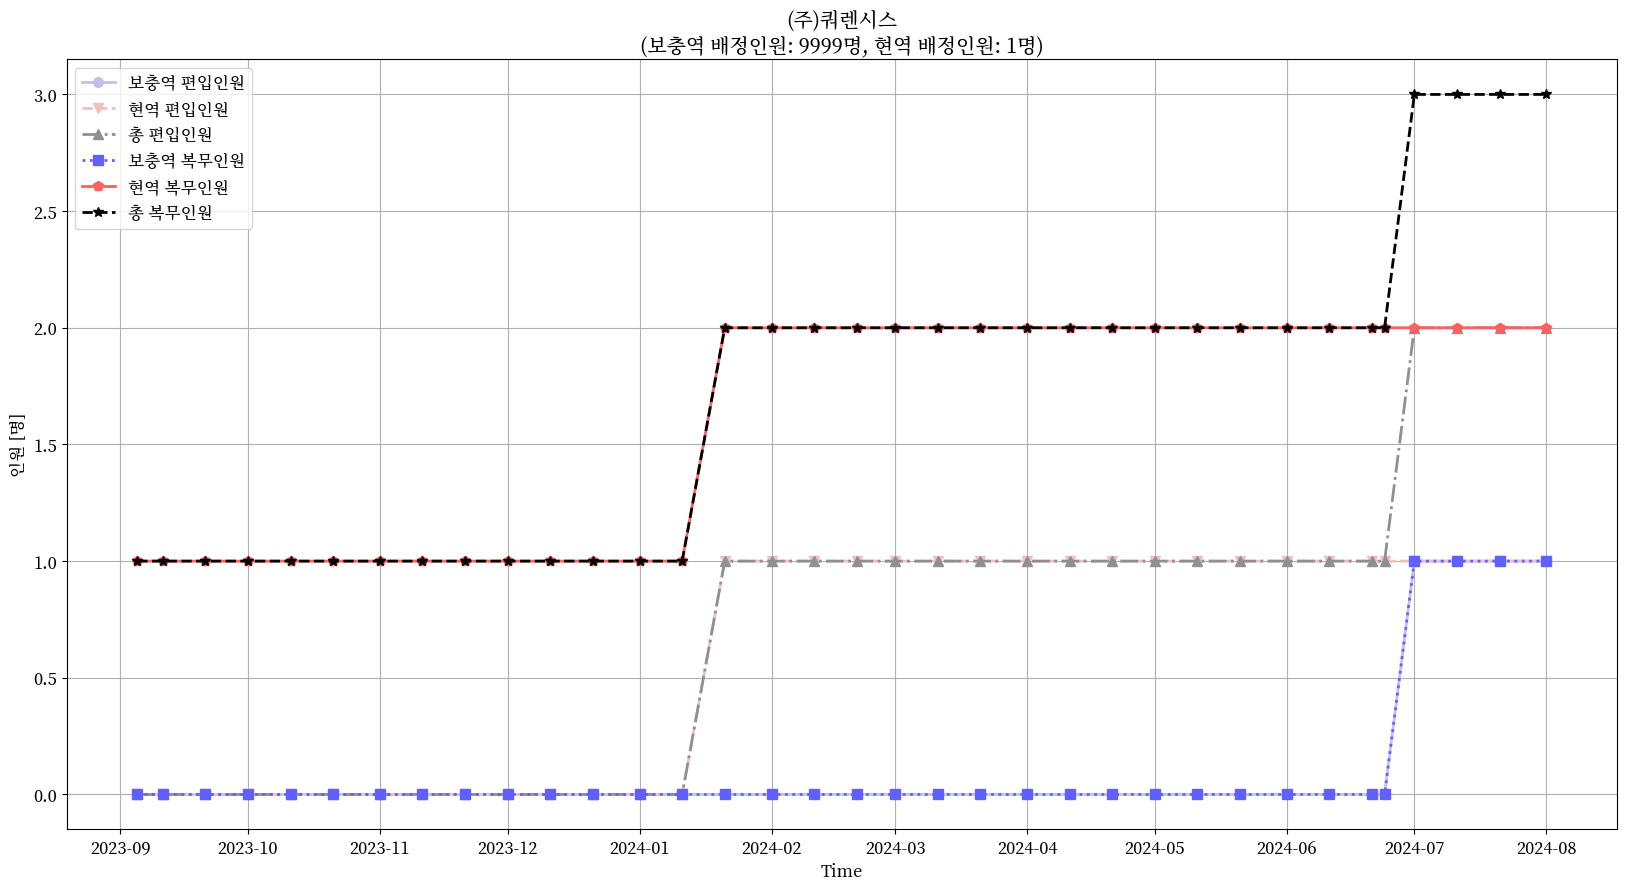 (주)쿼렌시스
(보충역 배정인원: 9999명, 현역 배정인원: 1명)
보충역 편입인원
현역 편입인원
총 편입인원
보충역 복무인원
현역 복무인원
총 복무인원
3.0
2.5
2.0
1.5
1.0
0.5
0.0
인원 [명]
2023-09
2023-10
2023-11
2023-12
2024-01
2024-02
2024-03
2024-04
2024-05
2024-06
2024-07
2024-08
Time